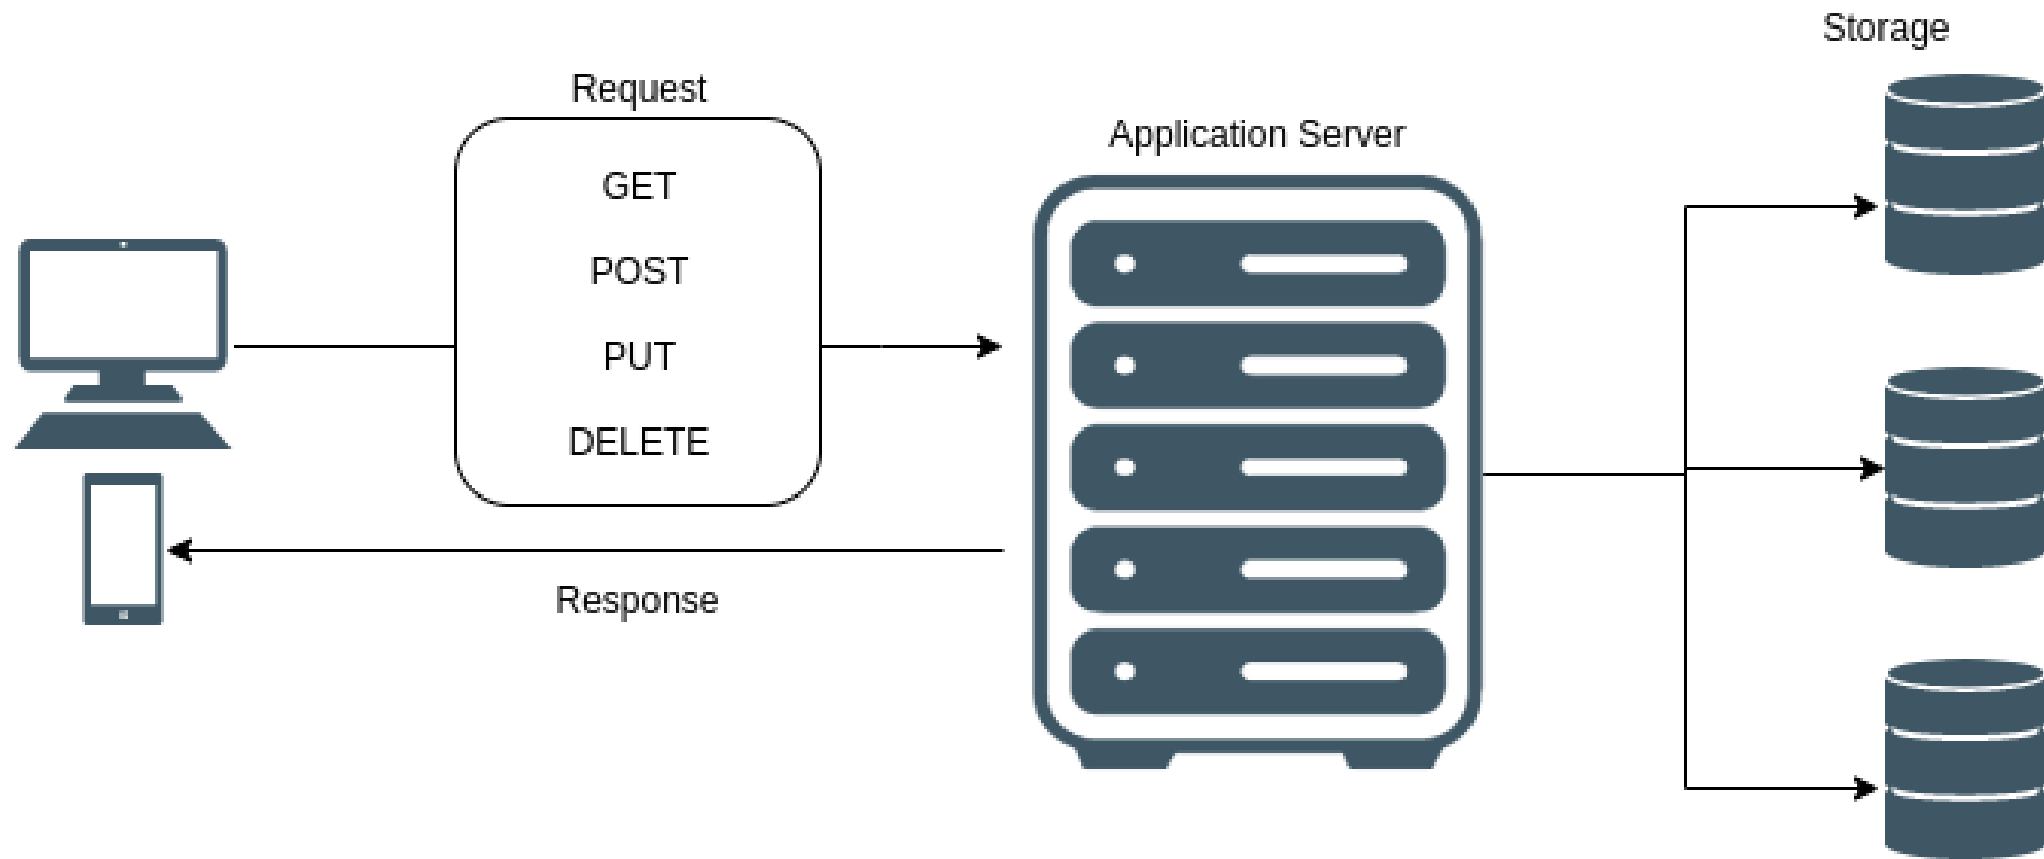 Storage
Request
Application Server
GET
POST
PUT
DELETE
Response